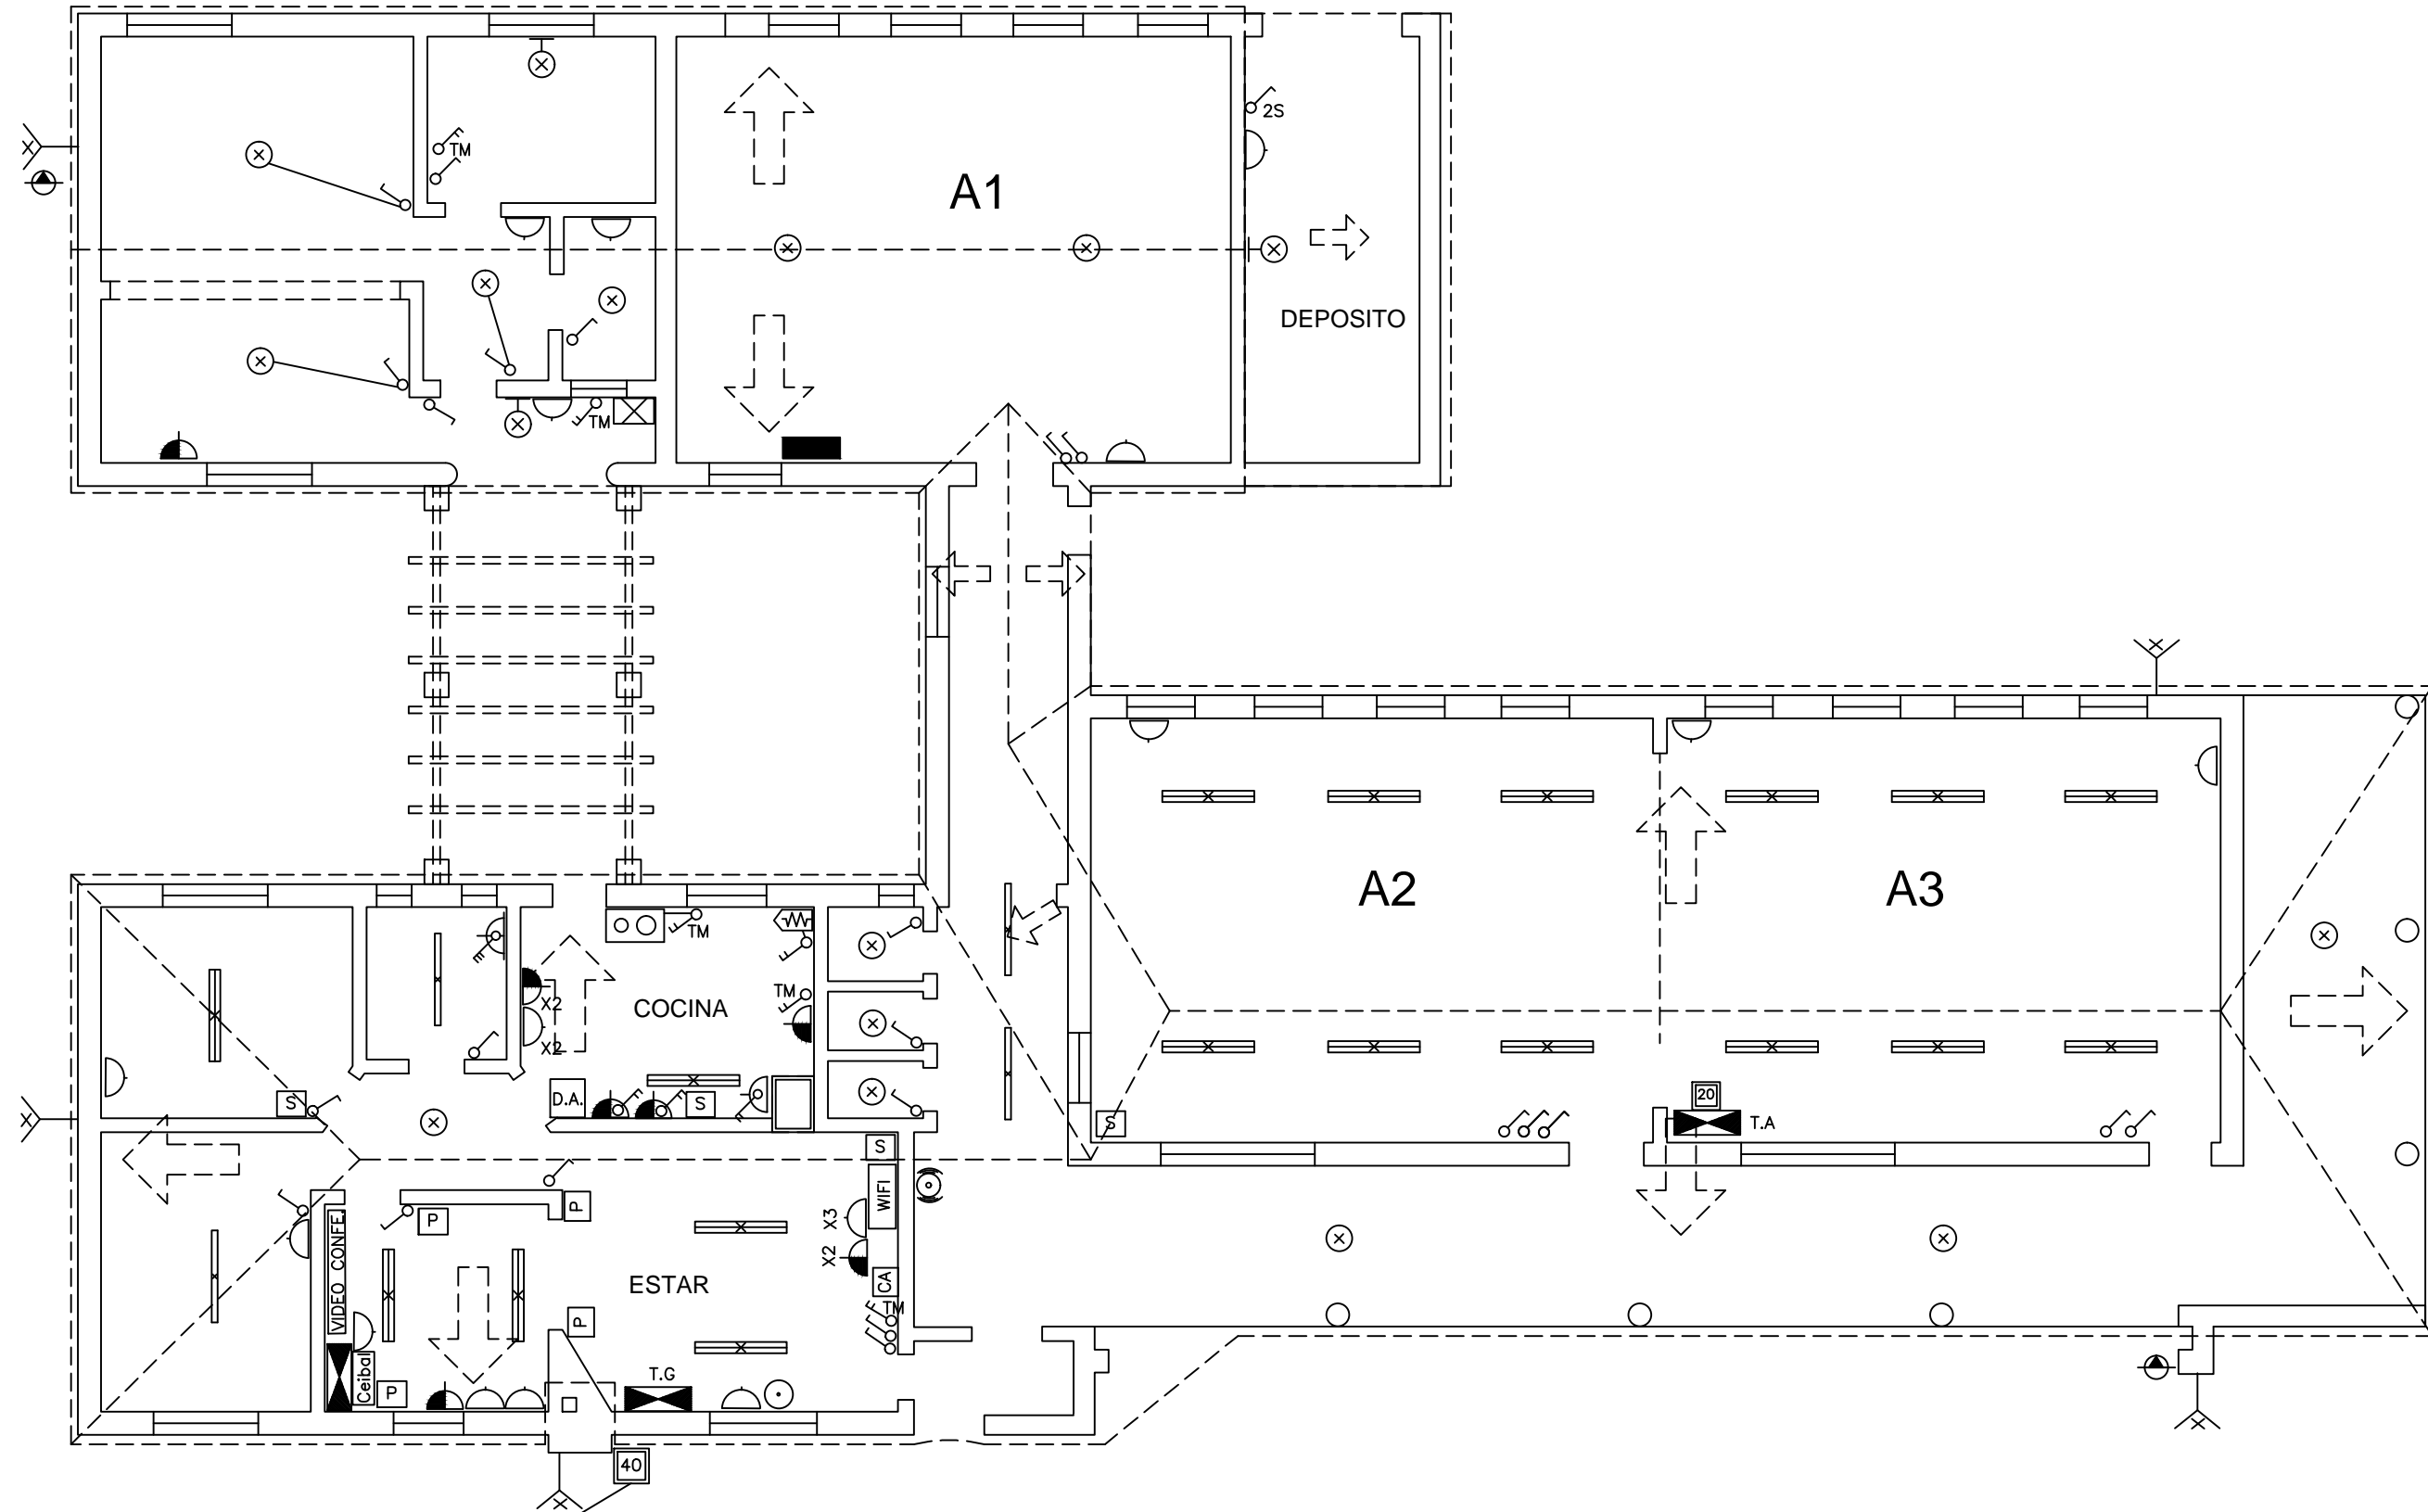 2S
TM
A1
DEPOSITO
TM
A2
A3
TM
TM
X2
COCINA
X2
D.A.
S
S
S
20
T.A
S
P
P
WIFI
X3
VIDEO CONFE.
X2
ESTAR
CA
TM
P
Ceibal
P
T.G
40